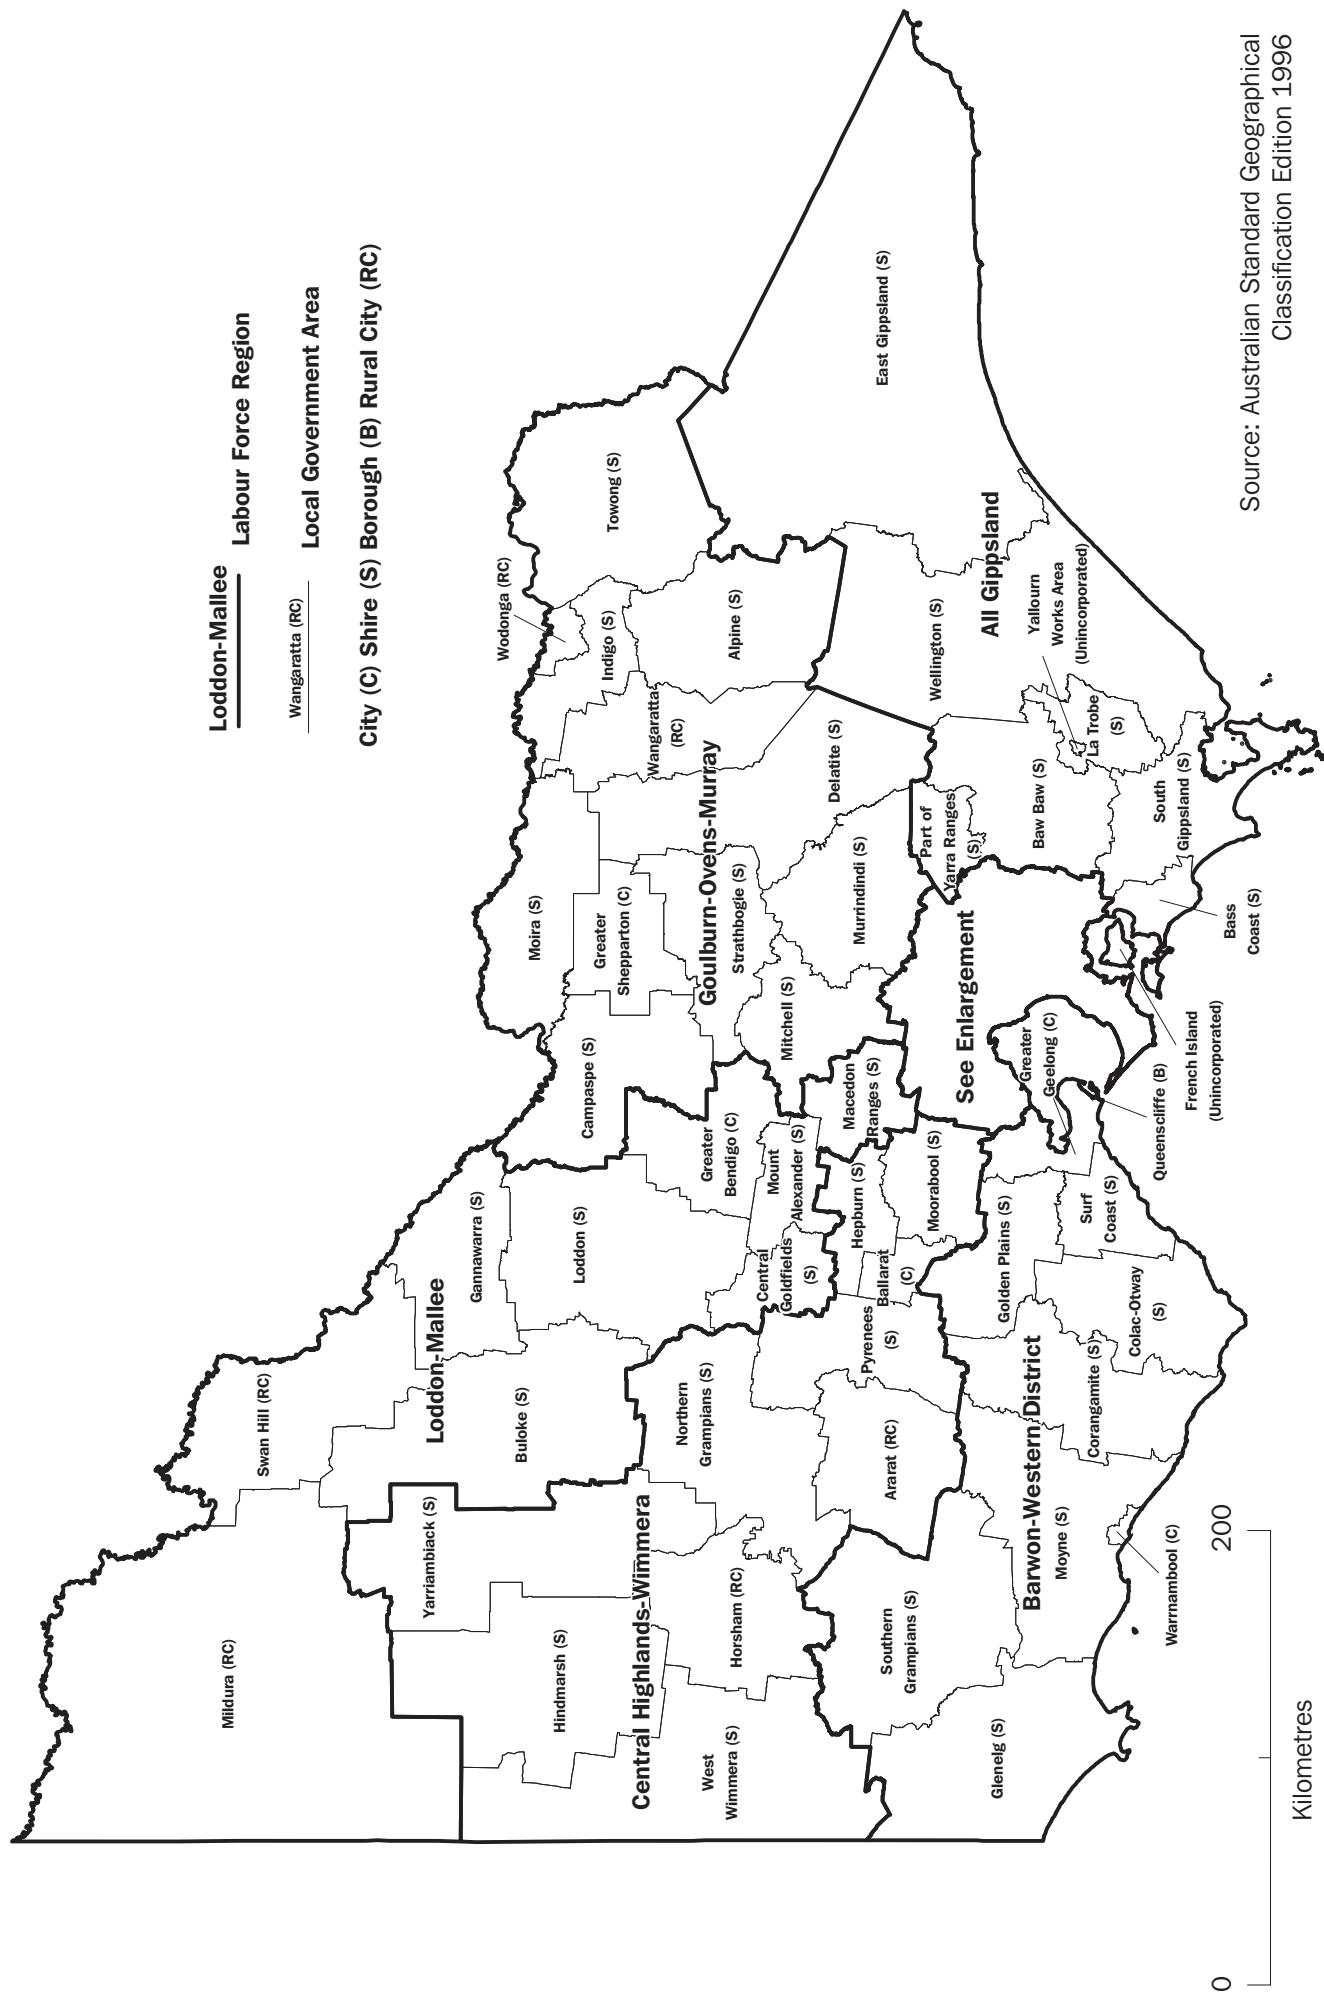 Loddon-Mallee
Labour Force Region
Wangaratta (RC)
Local Government Area
City (C) Shire (S) Borough (B) Rural City (RC)
Mildura (RC)
Swan Hill (RC)
Loddon-Mallee
Gannawarra (S)
Buloke (S)
Loddon (S)
Greater
Bendigo (C)
Mount
Alexander (S)
Central
Goldfields
(S)
Macedon
Ranges (S)
Yarriambiack (S)
Hindmarsh (S)
Central Highlands-Wimmera
West
Wimmera (S)
Horsham (RC)
Northern
Grampians (S)
Ararat (RC)
Pyrenees
(S)
Ballarat
(C)
Hepburn (S)
Moorabool (S)
Southern
Grampians (S)
Glenelg (S)
Barwon-Western District
Moyne (S)
Warrnambool (C)
Corangamite (S)
Colac-Otway
(S)
Golden Plains (S)
Surf
Coast (S)
Greater
Geelong (C)
Queenscliffe (B)
See Enlargement
French Island
(Unincorporated)
Campaspe (S)
Moira (S)
Greater
Shepparton (C)
Goulburn-Ovens-Murray
Strathbogie (S)
Mitchell (S)
Murrindindi (S)
Delatite (S)
Wangaratta
(RC)
Wodonga (RC)
Indigo (S)
Alpine (S)
Towong (S)
Part of
Yarra Ranges
(S)
Baw Baw (S)
Wellington (S)
All Gippsland
East Gippsland (S)
Yallourn
Works Area
(Unincorporated)
La Trobe
(S)
South
Gippsland (S)
Bass
Coast (S)
0
200
Kilometres
Source: Australian Standard Geographical
Classification Edition 1996